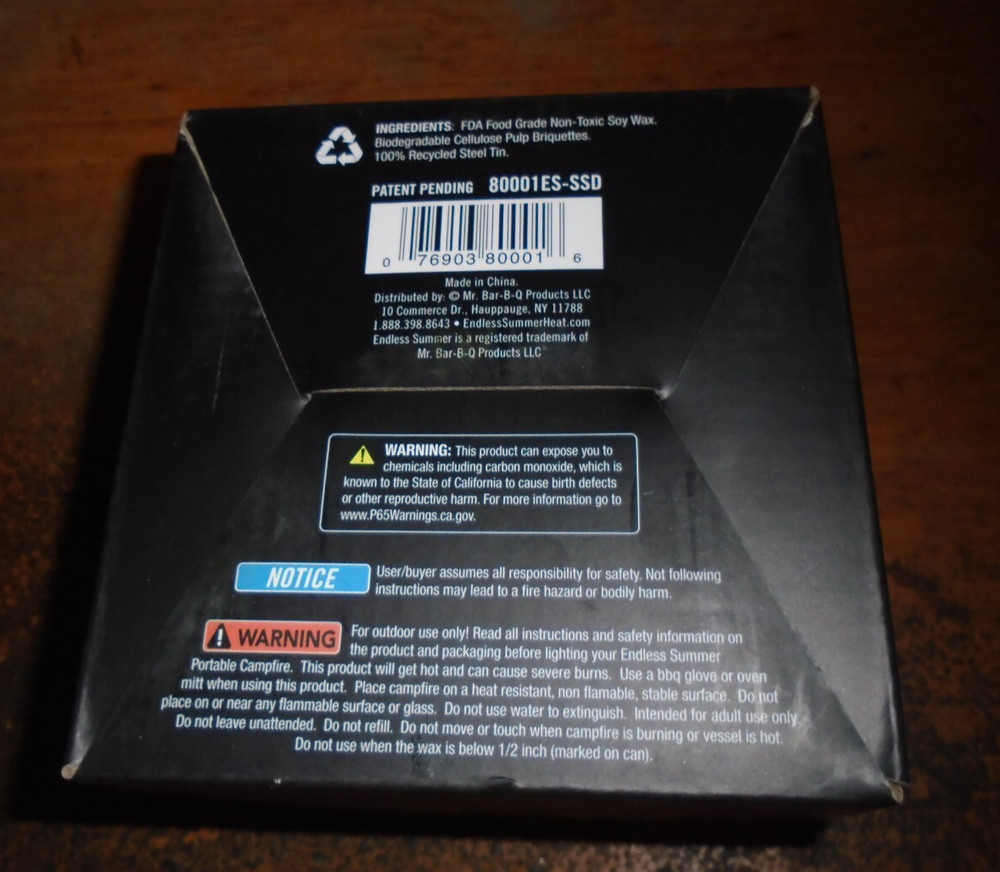 INGREDIENTS: FDA Food Grade Non-Toxic Soy Wax.
Biodegradable Cellulose Pulp Briquettes.
100% Recycled Steel Tin.
PATENT PENDING 80001ES-SSD
0 76903 80001 6
Made in China.
Distributed by: © Mr. Bar-B-Q Products LLC
10 Commerce Dr., Hauppauge, NY 11788
1.888.398.8643 • EndlessSummerHeat.com
Endless Summer is a registered trademark of
Mr. Bar-B-Q Products LLC
WARNING: This product can expose you to
chemicals including carbon monoxide, which is
known to the State of California to cause birth defects
or other reproductive harm. For more information go to
www.P65Warnings.ca.gov.
NOTICE User/buyer assumes all responsibility for safety. Not following
instructions may lead to a fire hazard or bodily harm.
WARNING For outdoor use only! Read all instructions and safety information on
the product and packaging before lighting your Endless Summer
Portable Campfire. This product will get hot and can cause severe burns. Use a bbq glove or oven
mitt when using this product. Place campfire on a heat resistant, non flamable, stable surface. Do not
place on or near any flammable surface or glass. Do not use water to extinguish. Intended for adult use only.
Do not leave unattended. Do not refill. Do not move or touch when campfire is burning or vessel is hot.
Do not use when the wax is below 1/2 inch (marked on can).